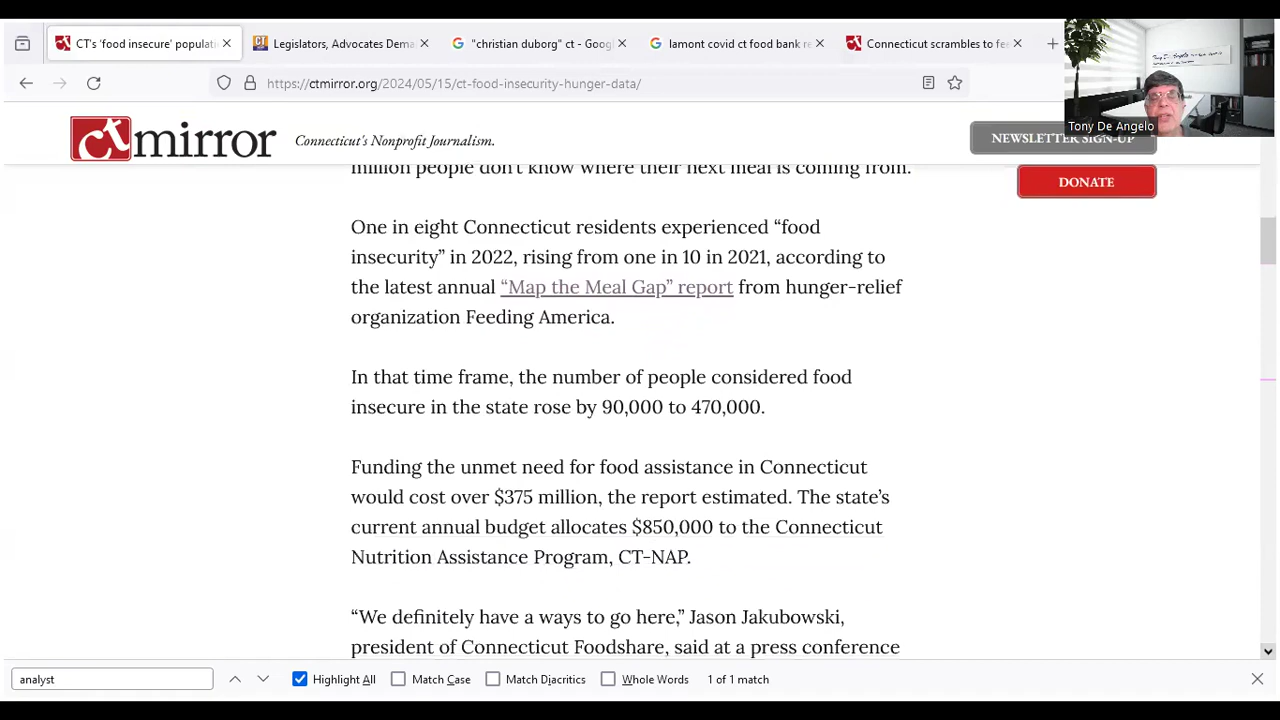 CT's 'food insecure' populati
Legislators, Advocates Dema
"christian duborg" ct - Googl
lamont covid ct food bank re
Connecticut scrambles
https://ctmirror.org/2024/05/15/ct-food-insecurity-hunger-data/
Tony De Angelo
ctmirror
Connecticut's Nonprofit Journalism.
NEWSLETTER SIGN-UP
DONATE
million people don't know where their next meal is coming from.
One in eight Connecticut residents experienced “food
insecurity” in 2022, rising from one in 10 in 2021, according to
the latest annual “Map the Meal Gap” report from hunger-relief
organization Feeding America.
In that time frame, the number of people considered food
insecure in the state rose by 90,000 to 470,000.
Funding the unmet need for food assistance in Connecticut
would cost over $375 million, the report estimated. The state’s
current annual budget allocates $850,000 to the Connecticut
Nutrition Assistance Program, CT-NAP.
“We definitely have a ways to go here,” Jason Jakubowski,
president of Connecticut Foodshare, said at a press conference
analyst
Highlight All
Match Case
Match Diacritics
Whole Words
1 of 1 match